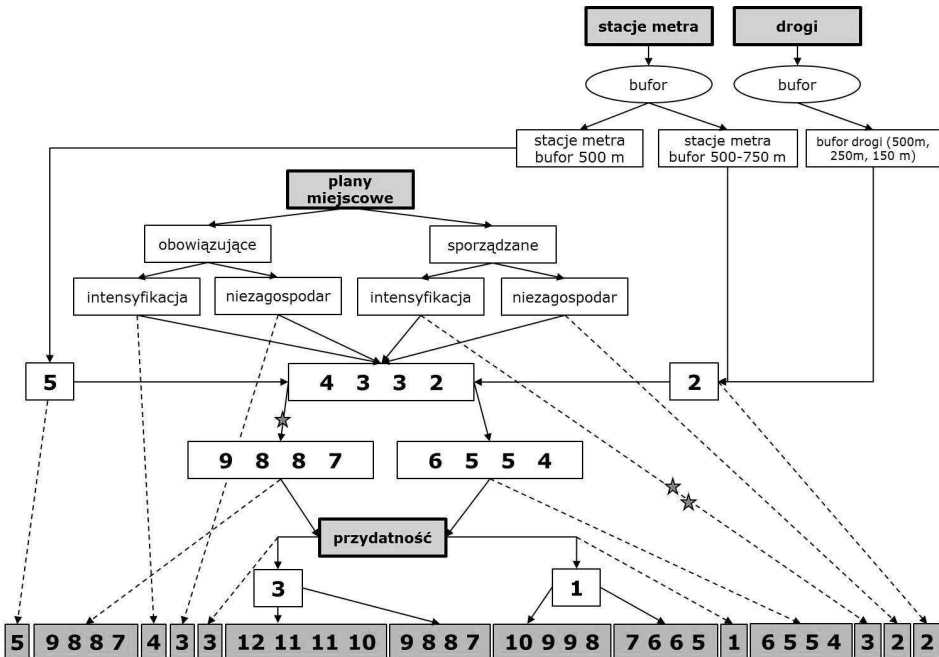 stacje metra
drogi
bufor
bufor
stacje metra
bufor 500 m
stacje metra
bufor 500-750 m
bufor drogi (500m,
250m, 150 m)
plany
miejscowe
obowiązujące
sporządzane
intensyfikacja
niezagospodar
intensyfikacja
niezagospodar
5
4 3 3 2
2
9 8 8 7
6 5 5 4
przydatność
3
1
5
9 8 8 7
4
3
3
12 11 11 10
9 8 8 7
10 9 9 8
7 6 6 5
1
6 5 5 4
3
2
2